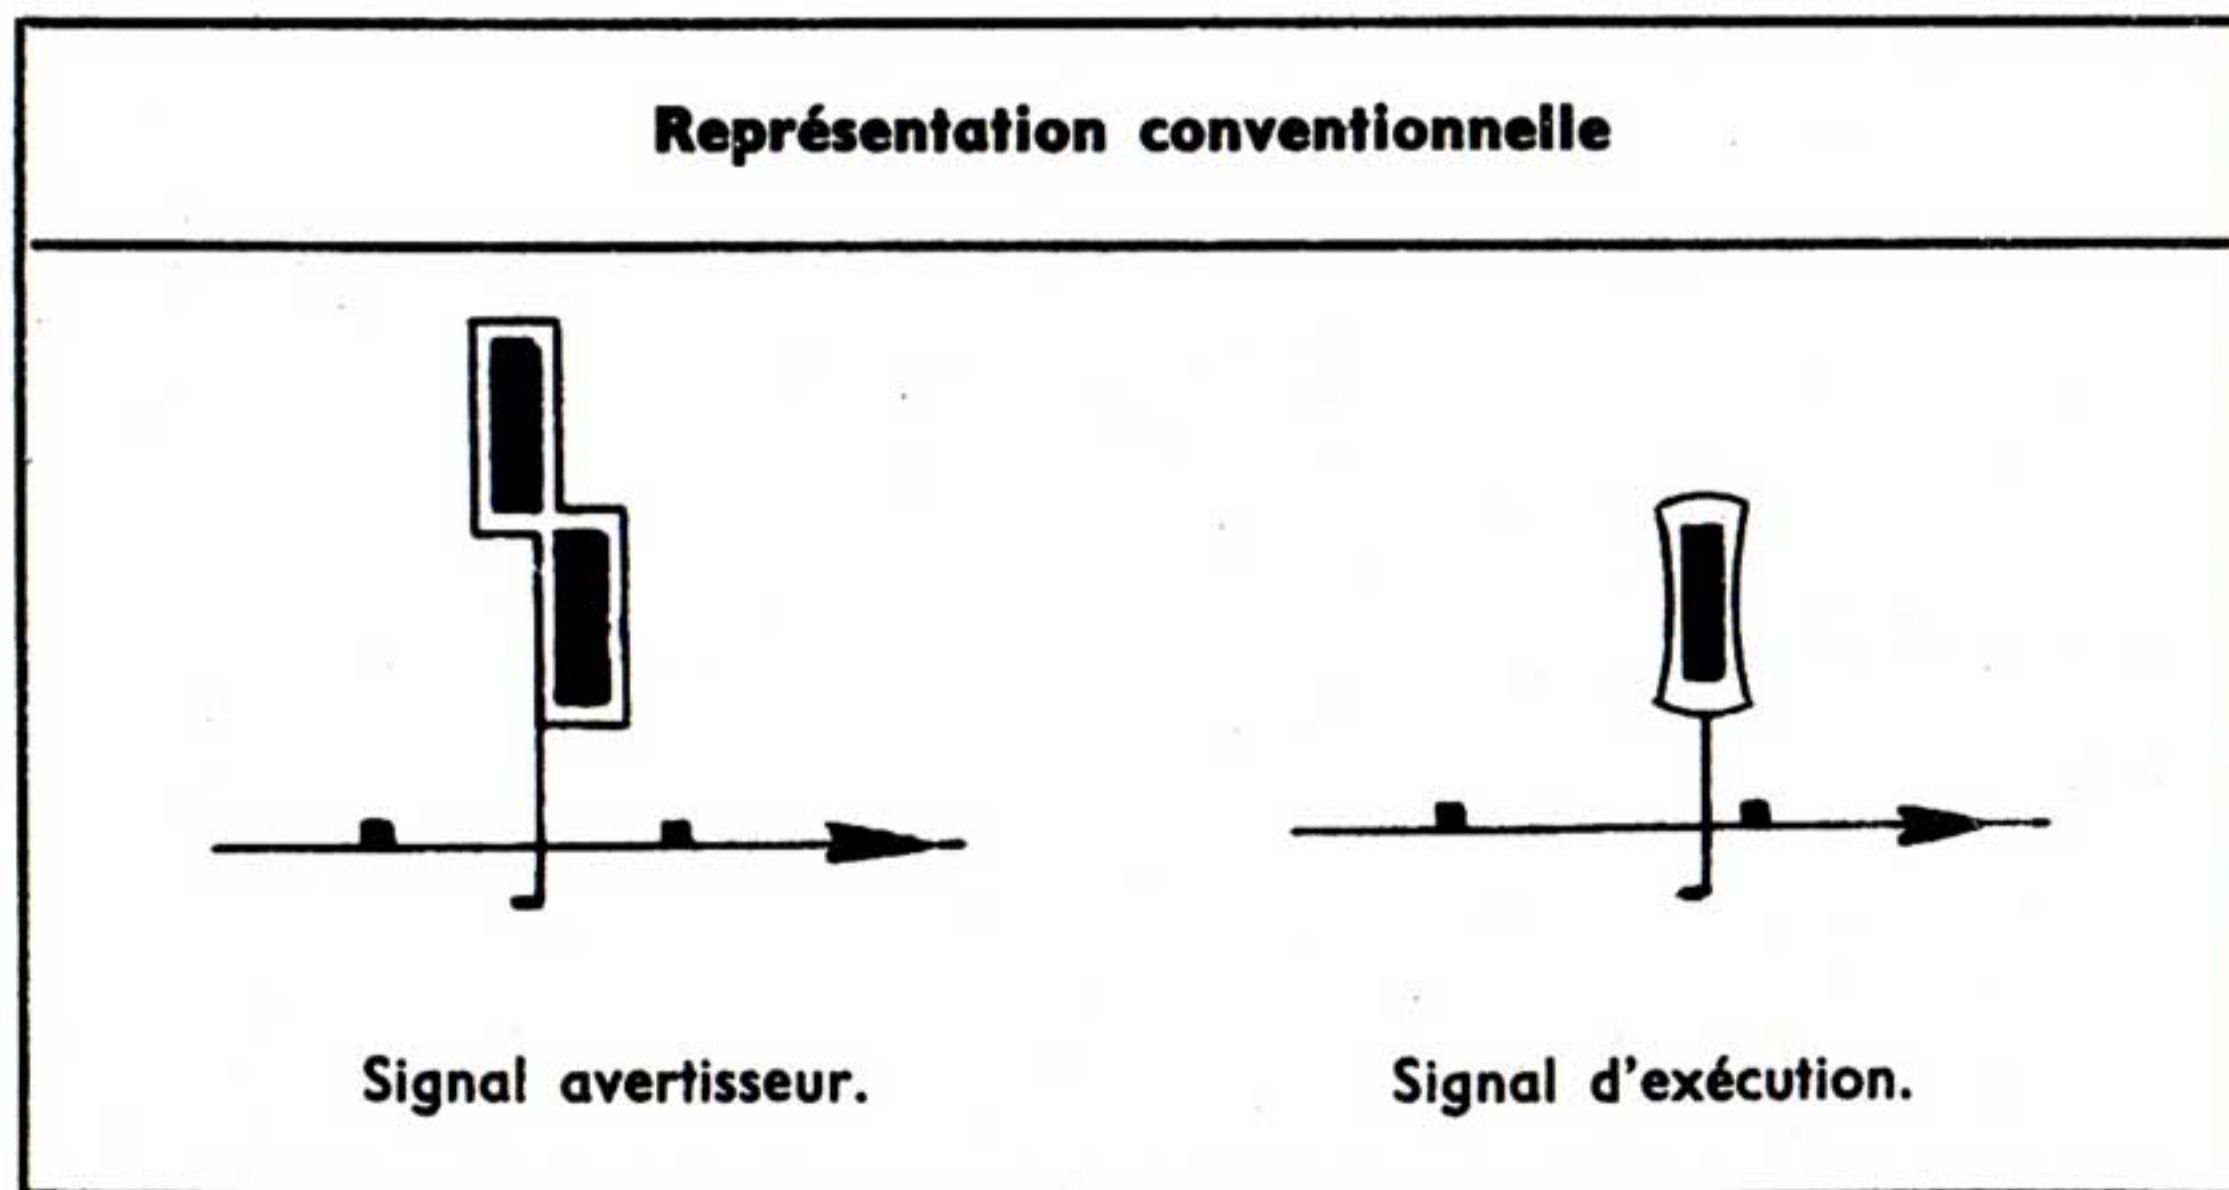 Représentation conventionnelle
Signal avertisseur.
Signal d'exécution.